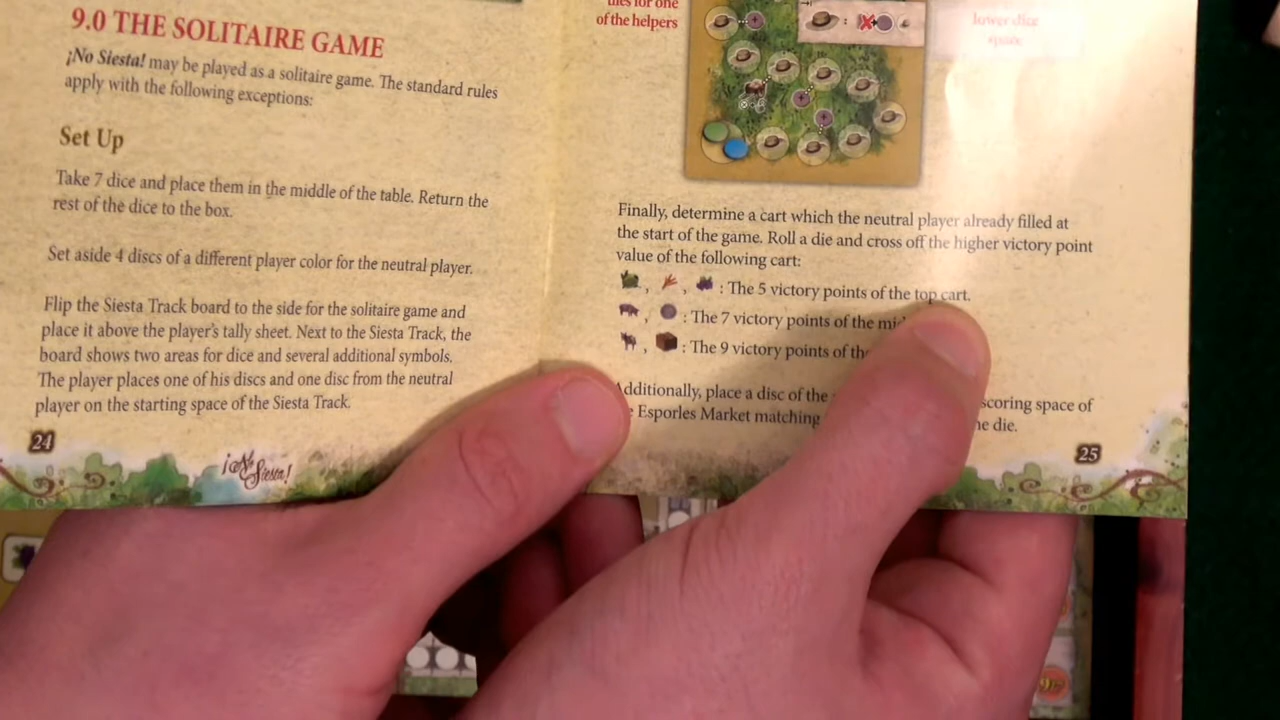 9.0 THE SOLITAIRE GAME
¡No Siesta! may be played as a solitaire game. The standard rules
apply with the following exceptions:
Set Up
Take 7 dice and place them in the middle of the table. Return the
rest of the dice to the box.
Set aside 4 discs of a different player color for the neutral player.
Flip the Siesta Track board to the side for the solitaire game and
place it above the player's tally sheet. Next to the Siesta Track, the
board shows two areas for dice and several additional symbols.
The player places one of his discs and one disc from the neutral
player on the starting space of the Siesta Track.
24
¡No Siesta!
tiles for one
of the helpers
lower dice
space
Finally, determine a cart which the neutral player already filled at
the start of the game. Roll a die and cross off the higher victory point
value of the following cart:
, , : The 5 victory points of the top cart.
, : The 7 victory points of the
, : The 9 victory points of the
Additionally, place a disc of the scoring space of
Esporles Market matching die.
25